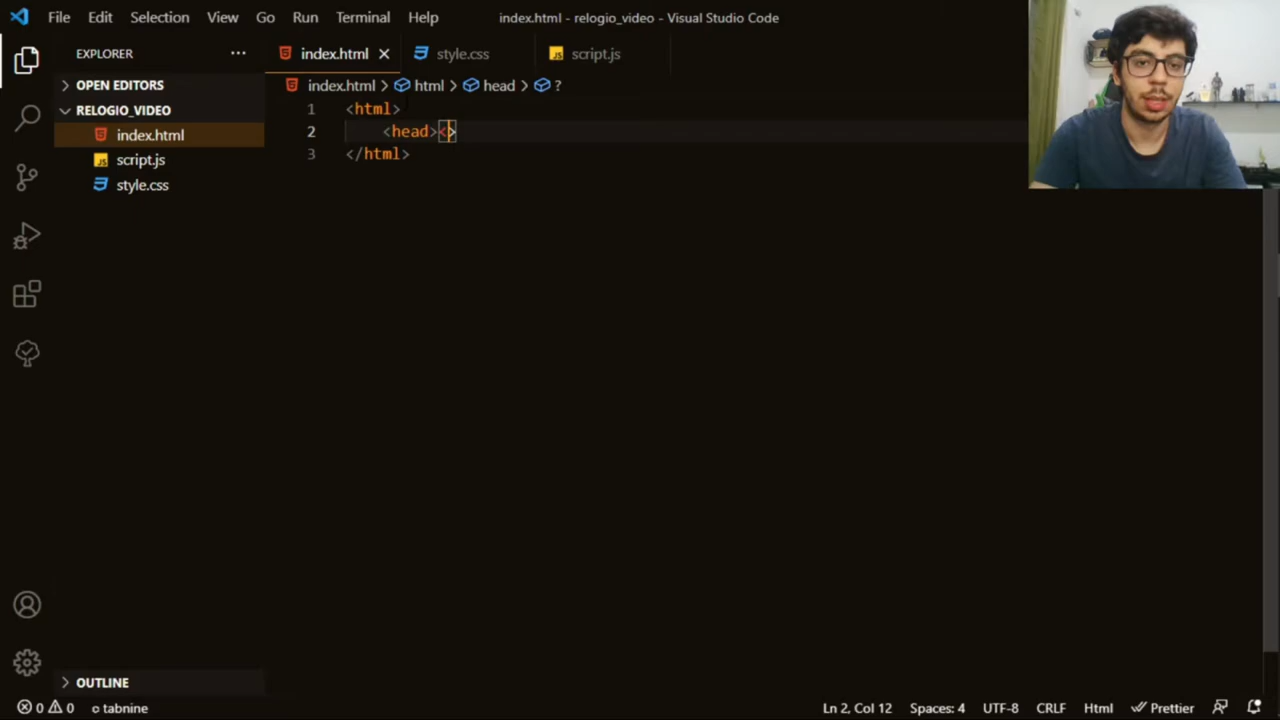 File Edit Selection View Go Run Terminal Help
index.html - relogio_video - Visual Studio Code
EXPLORER
OPEN EDITORS
RELOGIO_VIDEO
index.html
script.js
style.css
OUTLINE
index.html style.css script.js
index.html > html > head > ?
1 <html>
2 <head><>
3 </html>
0 0 tabnine
Ln 2, Col 12 Spaces: 4 UTF-8 CRLF Html Prettier